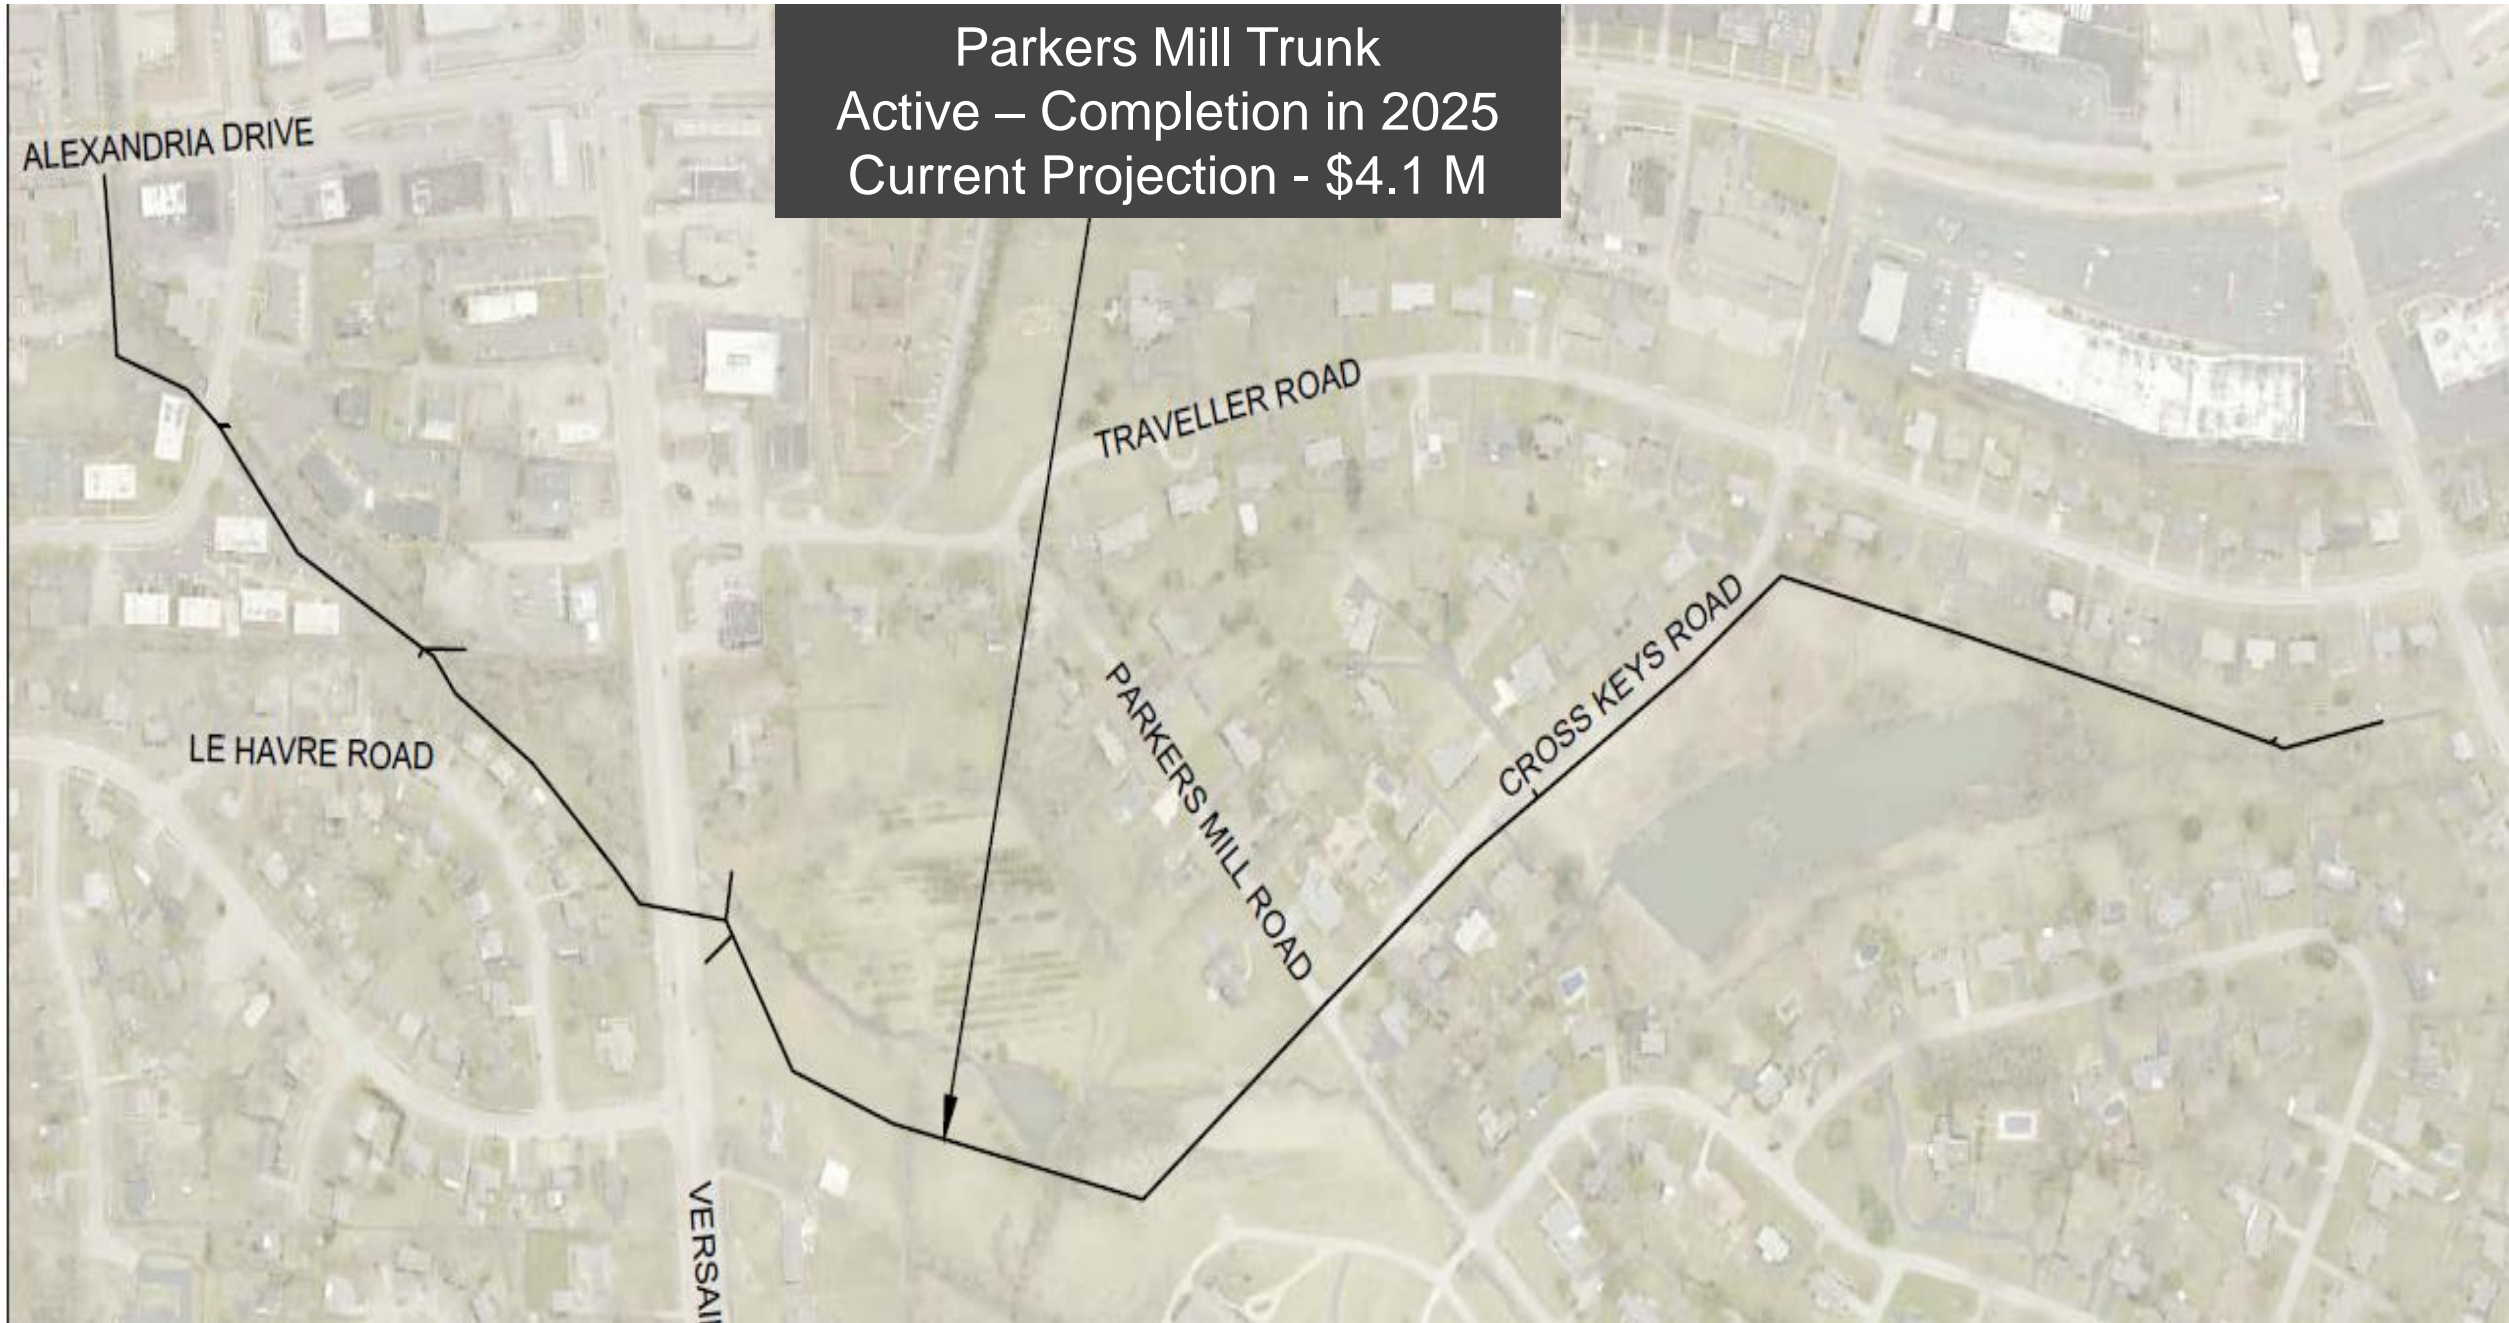 Parkers Mill Trunk
Active – Completion in 2025
Current Projection - $4.1 M
ALEXANDRIA DRIVE
TRAVELLER ROAD
CROSS KEYS ROAD
PARKERS MILL ROAD
LE HAVRE ROAD
VERSAI